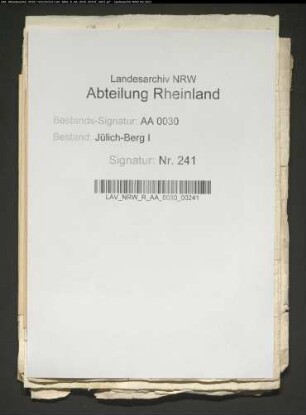 Landesarchiv NRW
Abteilung Rheinland
Bestands-Signatur: AA 0030
Bestand: Jülich-Berg I
Signatur: Nr. 241
LAV_NRW_R_AA_0030_00241